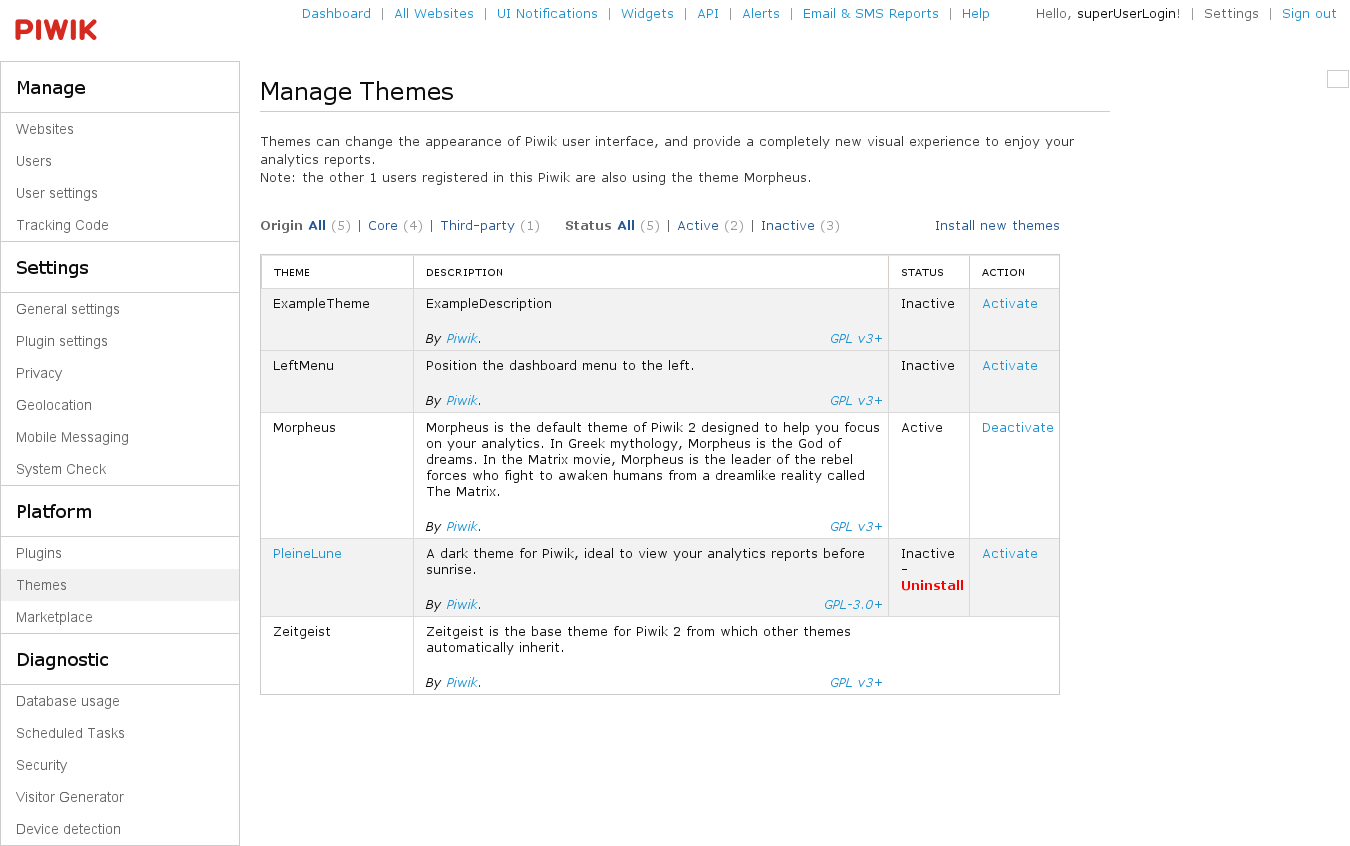 PIWIK
Dashboard | All Websites | UI Notifications | Widgets | API | Alerts | Email & SMS Reports | Help
Hello, superUserLogin! | Settings | Sign out
Manage
Websites
Users
User settings
Tracking Code
Settings
General settings
Plugin settings
Privacy
Geolocation
Mobile Messaging
System Check
Platform
Plugins
Themes
Marketplace
Diagnostic
Database usage
Scheduled Tasks
Security
Visitor Generator
Device detection
Manage Themes
Themes can change the appearance of Piwik user interface, and provide a completely new visual experience to enjoy your
analytics reports.
Note: the other 1 users registered in this Piwik are also using the theme Morpheus.
Origin All (5) | Core (4) | Third-party (1) Status All (5) | Active (2) | Inactive (3) Install new themes
THEME DESCRIPTION STATUS ACTION
ExampleTheme ExampleDescription Inactive Activate
By Piwik. GPL v3+
LeftMenu Position the dashboard menu to the left. Inactive Activate
By Piwik. GPL v3+
Morpheus Morpheus is the default theme of Piwik 2 designed to help you focus Active Deactivate
on your analytics. In Greek mythology, Morpheus is the God of
dreams. In the Matrix movie, Morpheus is the leader of the rebel
forces who fight to awaken humans from a dreamlike reality called
The Matrix.
By Piwik. GPL v3+
PleineLune A dark theme for Piwik, ideal to view your analytics reports before Inactive Activate
sunrise. -
Uninstall
By Piwik. GPL-3.0+
Zeitgeist Zeitgeist is the base theme for Piwik 2 from which other themes
automatically inherit.
By Piwik. GPL v3+